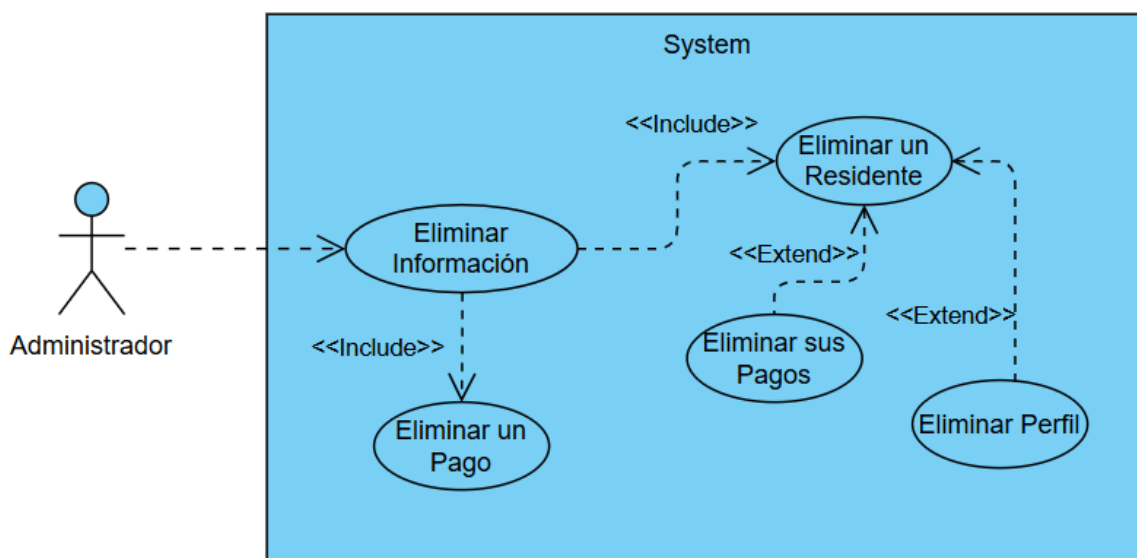 System
<<Include>>
Eliminar un
Residente
Eliminar
Información
<<Extend>>
<<Extend>>
Administrador
<<Include>>
Eliminar sus
Pagos
Eliminar un
Pago
Eliminar Perfil